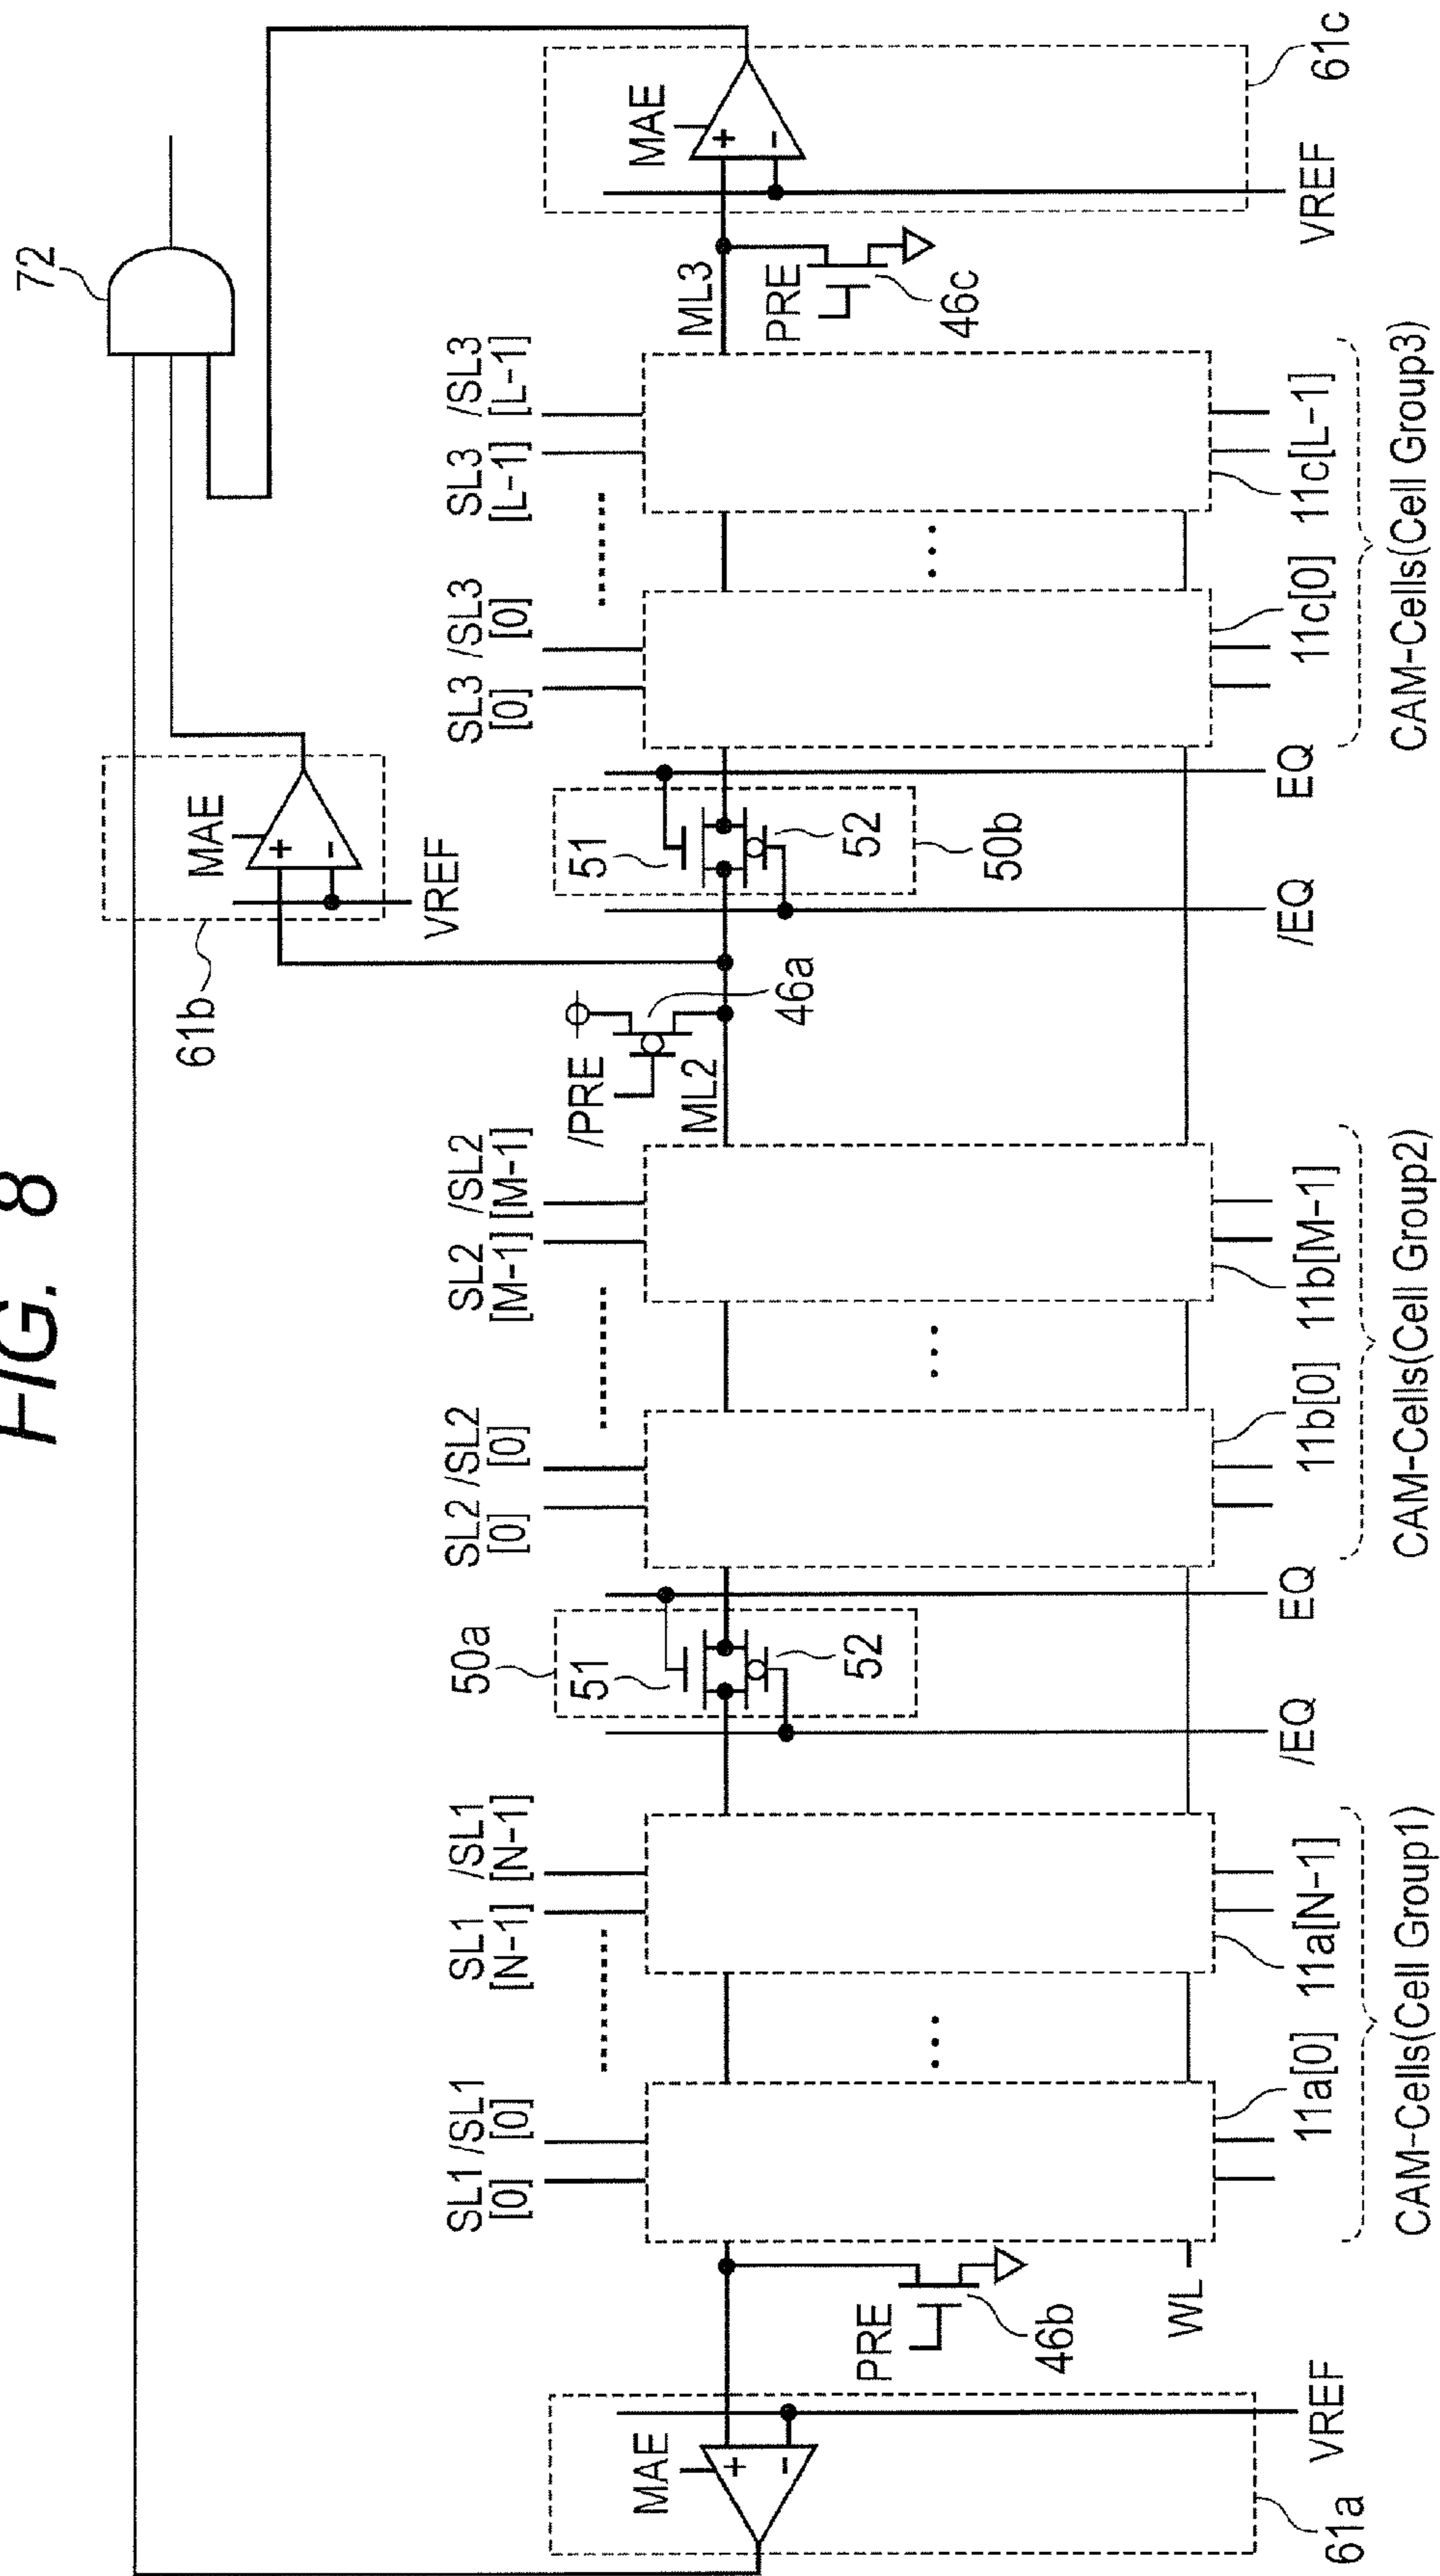 FIG. 8
72
61b
MAE
+
-
VREF
SL1 /SL1
[0] [0]
SL1 /SL1
[N-1] [N-1]
SL2 /SL2
[0] [0]
SL2 /SL2
[M-1] [M-1]
SL3 /SL3
[0] [0]
SL3 /SL3
[L-1] [L-1]
50a
51
52
/PRE
ML2
46a
51
52
50b
ML3
PRE
46c
MAE
+
-
MAE
+
-
PRE
46b
WL
61a
VREF
/EQ
EQ
/EQ
EQ
VREF
61c
11a[0] 11a[N-1]
11b[0] 11b[M-1]
11c[0] 11c[L-1]
CAM-Cells(Cell Group1)
CAM-Cells(Cell Group2)
CAM-Cells(Cell Group3)